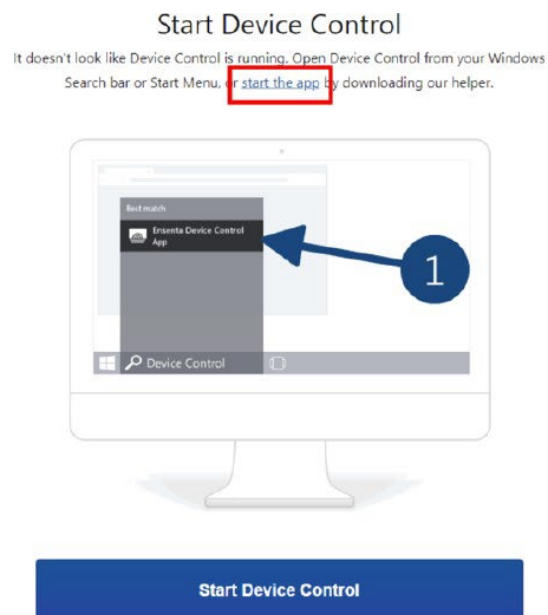 Start Device Control
It doesn't look like Device Control is running. Open Device Control from your Windows
Search bar or Start Menu, or start the app by downloading our helper.
Best match
Ensenta Device Control
App
1
Device Control
Start Device Control